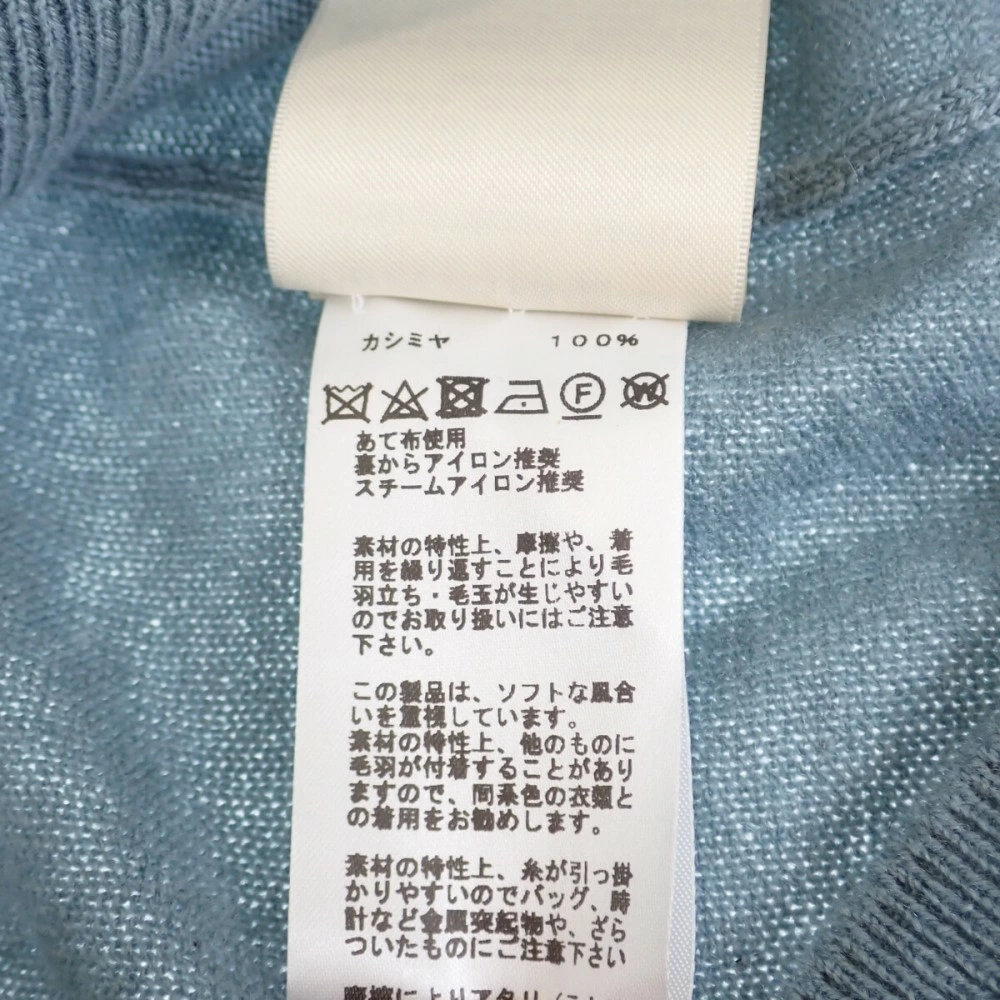 カシミヤ 100%
F W
あて布使用
裏からアイロン推奨
スチームアイロン推奨
素材の特性上、摩擦や、着
用を繰り返すことにより毛
羽立ち・毛玉が生じやすい
のでお取り扱いにはご注意
下さい。
この製品は、ソフトな風合
いを重視しています。
素材の特性上、他のものに
毛羽が付着することがあり
ますので、同系色の衣類と
の着用をお勧めします。
素材の特性上、糸が引っ掛
かりやすいのでバッグ、時
計など金属突起物や、ざら
ついたものにご注意下さい
摩擦によりアタリ